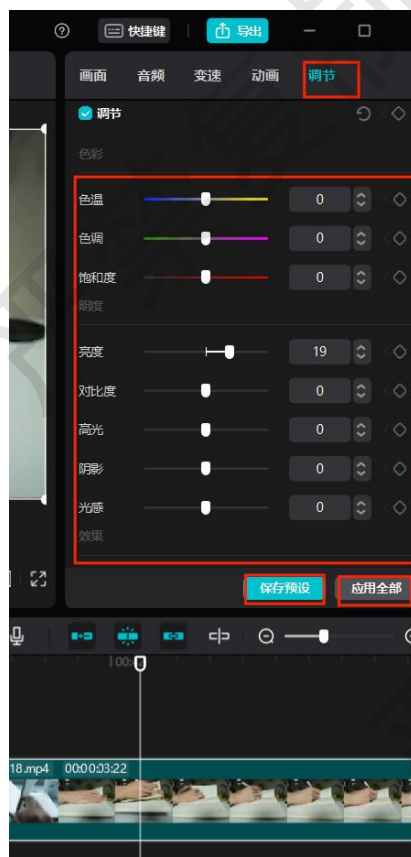 快捷键 导出
画面 音频 变速 动画 调节
调节
色彩
色温 0
色调 0
饱和度 0
明度
亮度 19
对比度 0
高光 0
阴影 0
光感 0
效果
保存预设 应用全部
18.mp4 00:00:03:22